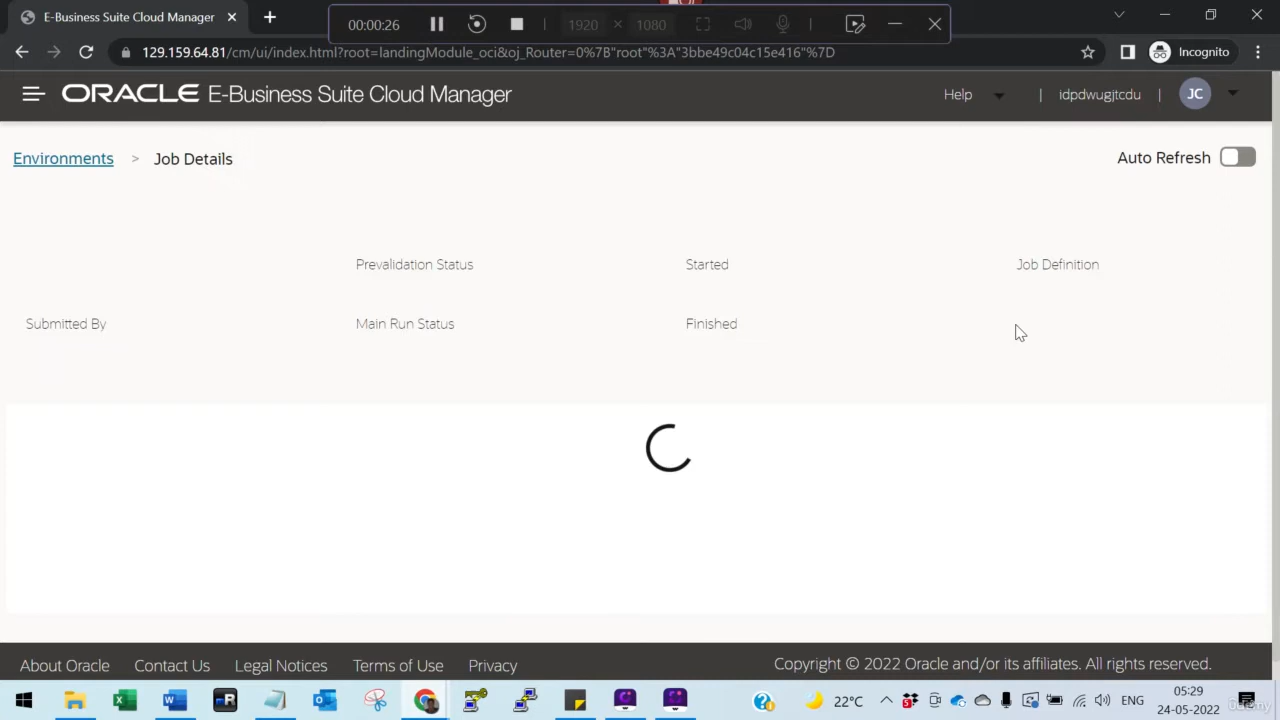 E-Business Suite Cloud Manager
00:00:26
1920 × 1080
129.159.64.81/cm/ui/index.html?root=landingModule_oci&oj_Router=0%7B"root"%3A"3bbe49c04c15e416"%7D
Incognito
ORACLE E-Business Suite Cloud Manager
Help | idpdwugjtcdu | JC
Environments > Job Details
Auto Refresh
Prevalidation Status
Started
Job Definition
Submitted By
Main Run Status
Finished
About Oracle Contact Us Legal Notices Terms of Use Privacy
Copyright © 2022 Oracle and/or its affiliates. All rights reserved.
22°C
ENG
05:29
24-05-2022
ûdemy